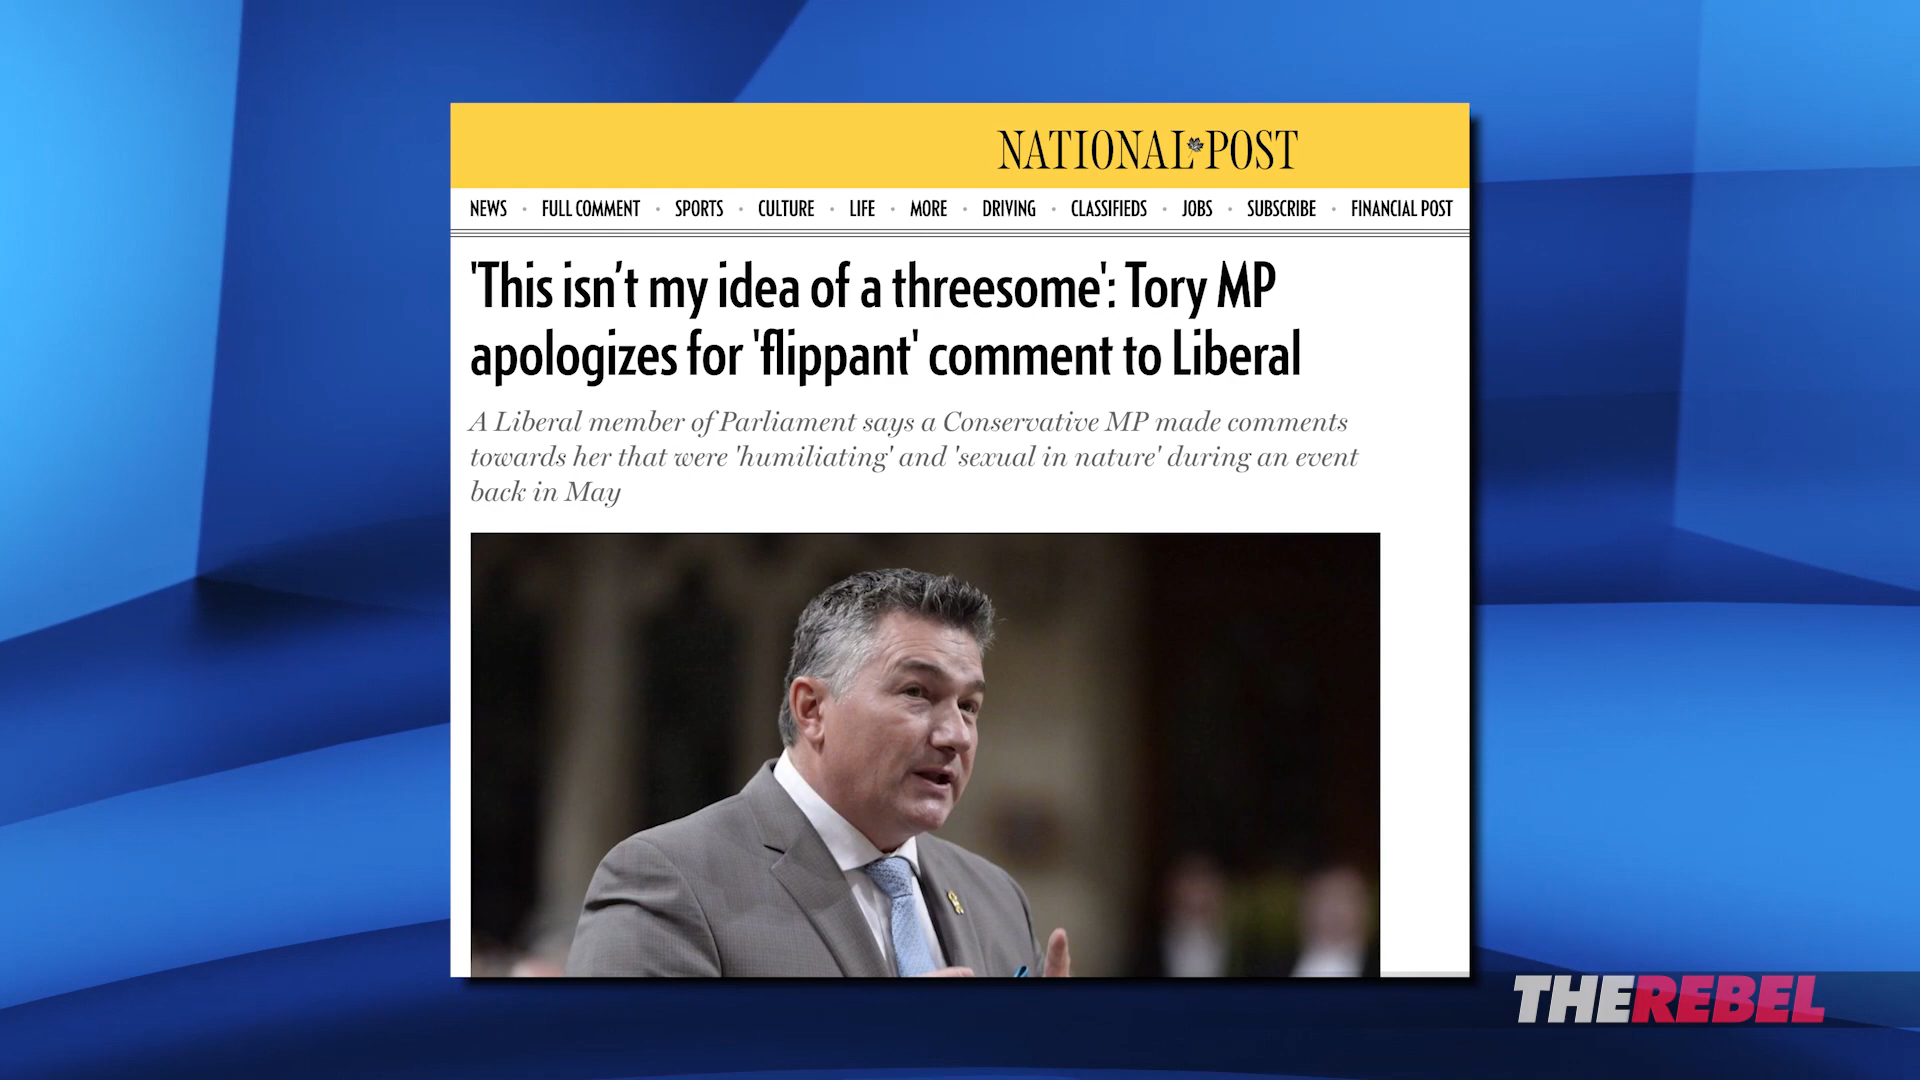 NATIONAL POST
NEWS • FULL COMMENT • SPORTS • CULTURE • LIFE • MORE • DRIVING • CLASSIFIEDS • JOBS • SUBSCRIBE • FINANCIAL POST
'This isn’t my idea of a threesome': Tory MP
apologizes for 'flippant' comment to Liberal
A Liberal member of Parliament says a Conservative MP made comments
towards her that were 'humiliating' and 'sexual in nature' during an event
back in May
THEREBEL